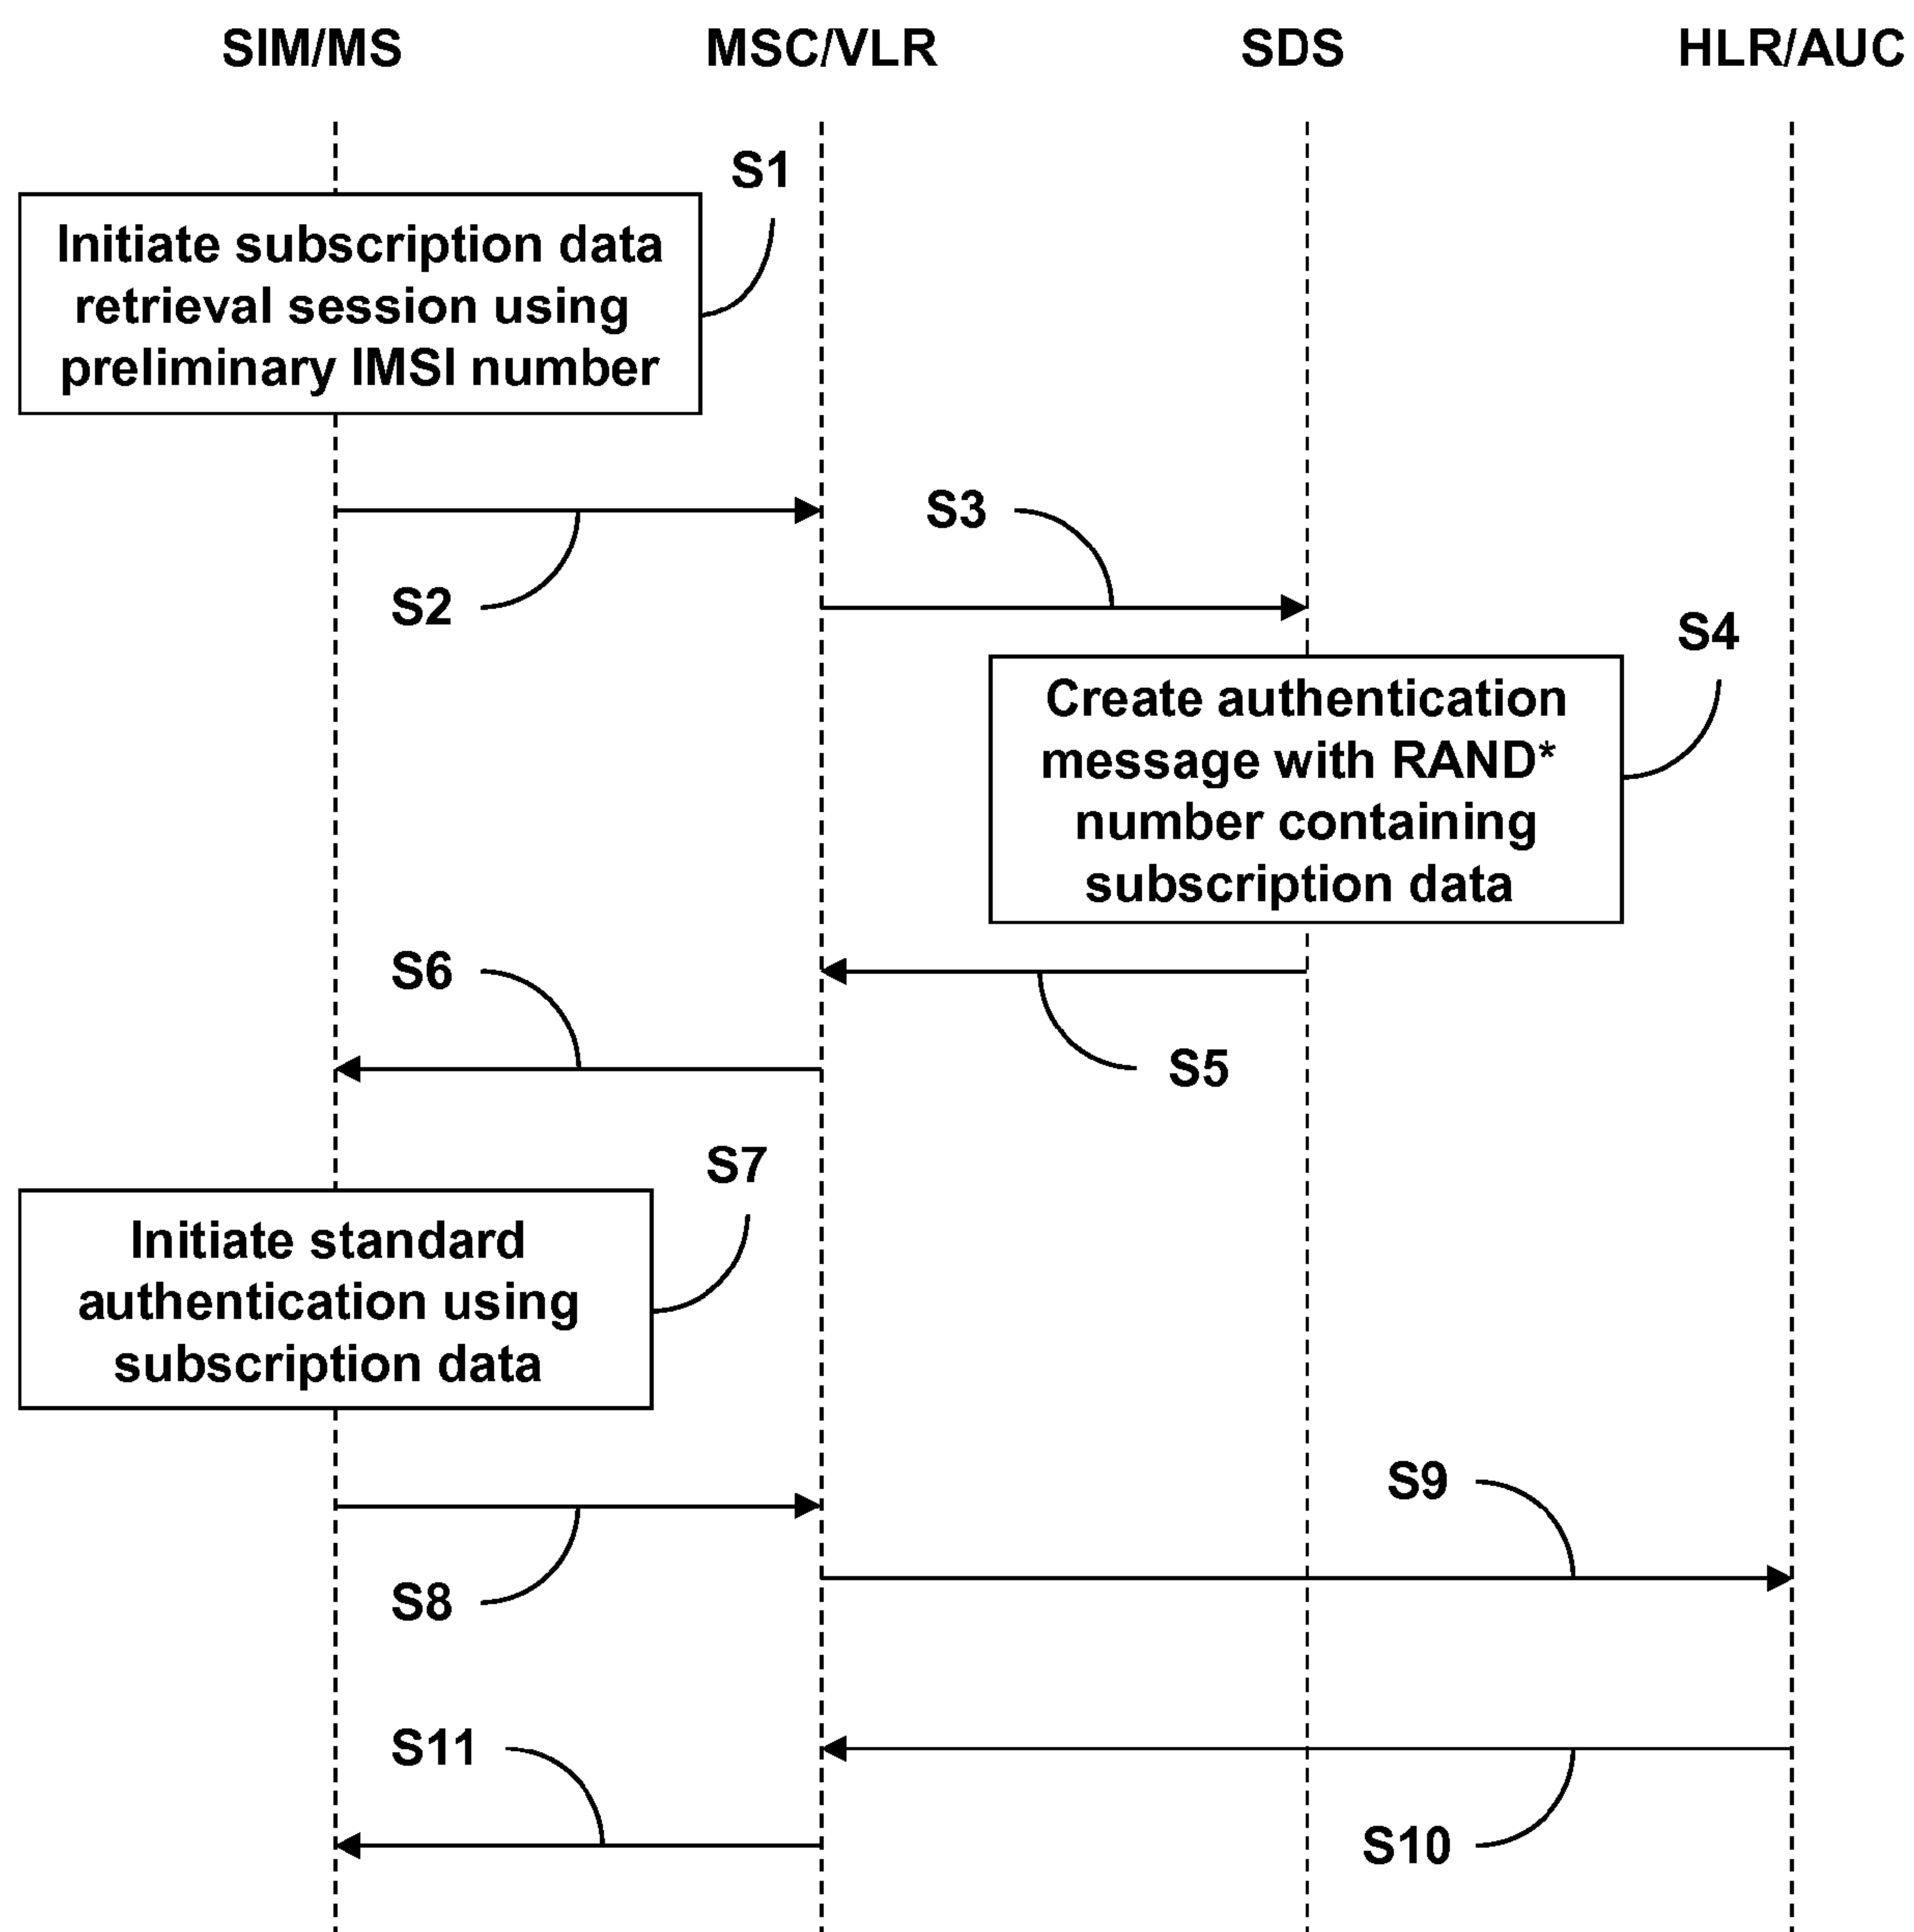 SIM/MS
MSC/VLR
SDS
HLR/AUC
S1
Initiate subscription data
retrieval session using
preliminary IMSI number
S3
S2
S4
Create authentication
message with RAND*
number containing
subscription data
S6
S5
S7
Initiate standard
authentication using
subscription data
S9
S8
S11
S10